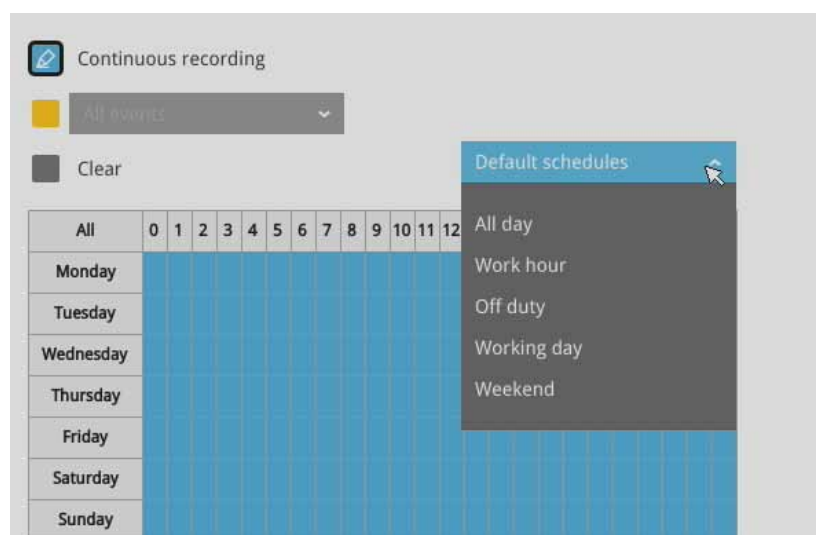 Continuous recording
All events
Clear
Default schedules
All day
Work hour
Off duty
Working day
Weekend
All 0 1 2 3 4 5 6 7 8 9 10 11 12
Monday
Tuesday
Wednesday
Thursday
Friday
Saturday
Sunday